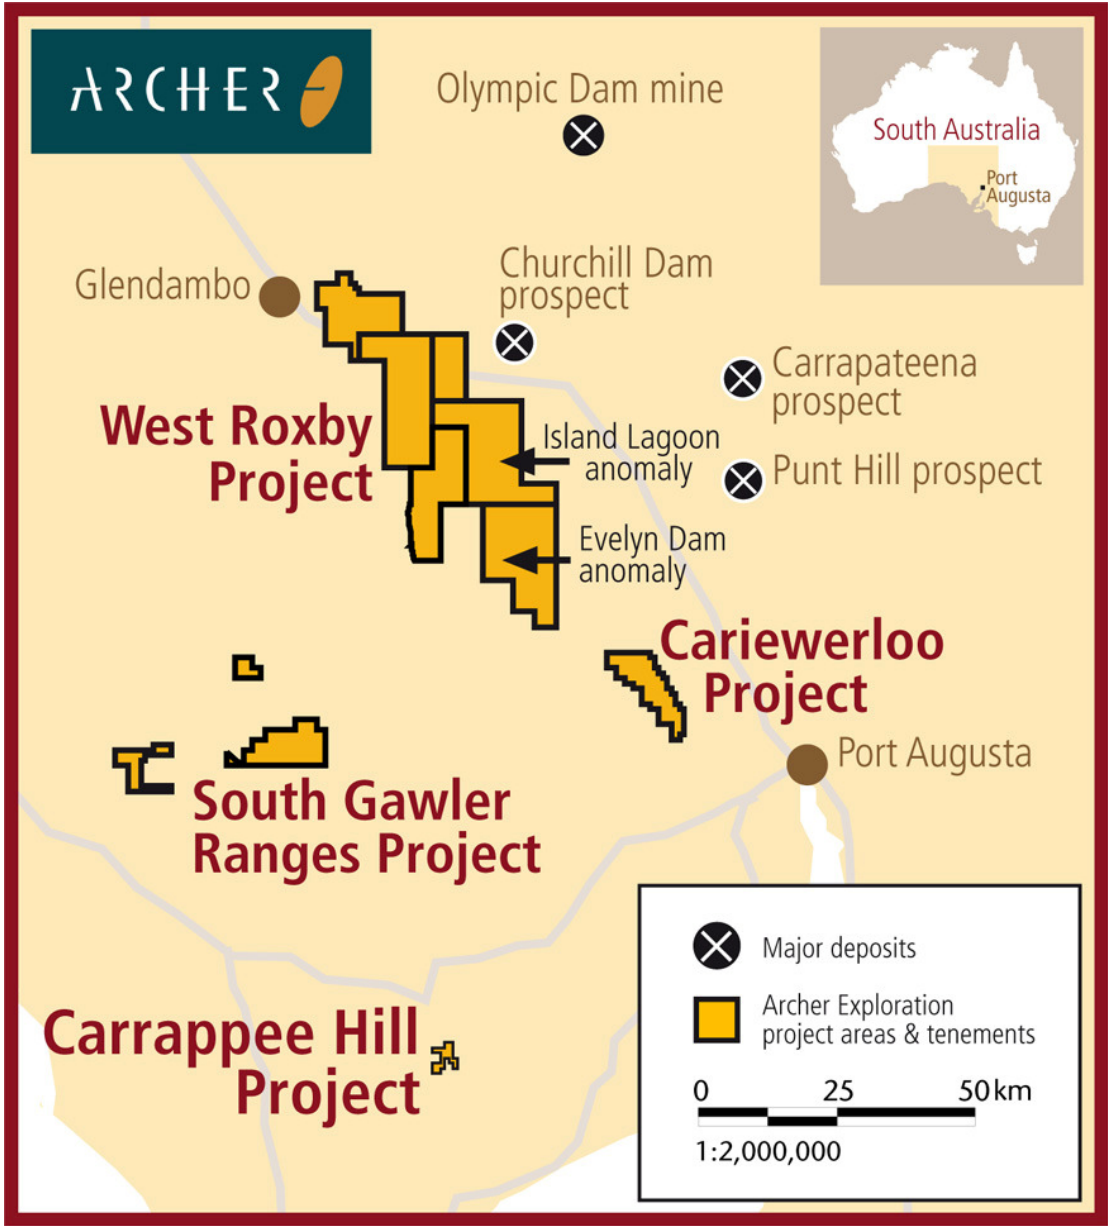 ARCHER
Olympic Dam mine
South Australia
Port
Augusta
Glendambo
Churchill Dam
prospect
Carrapateena
prospect
West Roxby
Project
Island Lagoon
anomaly
Punt Hill prospect
Evelyn Dam
anomaly
Cariewerloo
Project
Port Augusta
South Gawler
Ranges Project
Carrappee Hill
Project
Major deposits
Archer Exploration
project areas & tenements
0 25 50 km
1:2,000,000